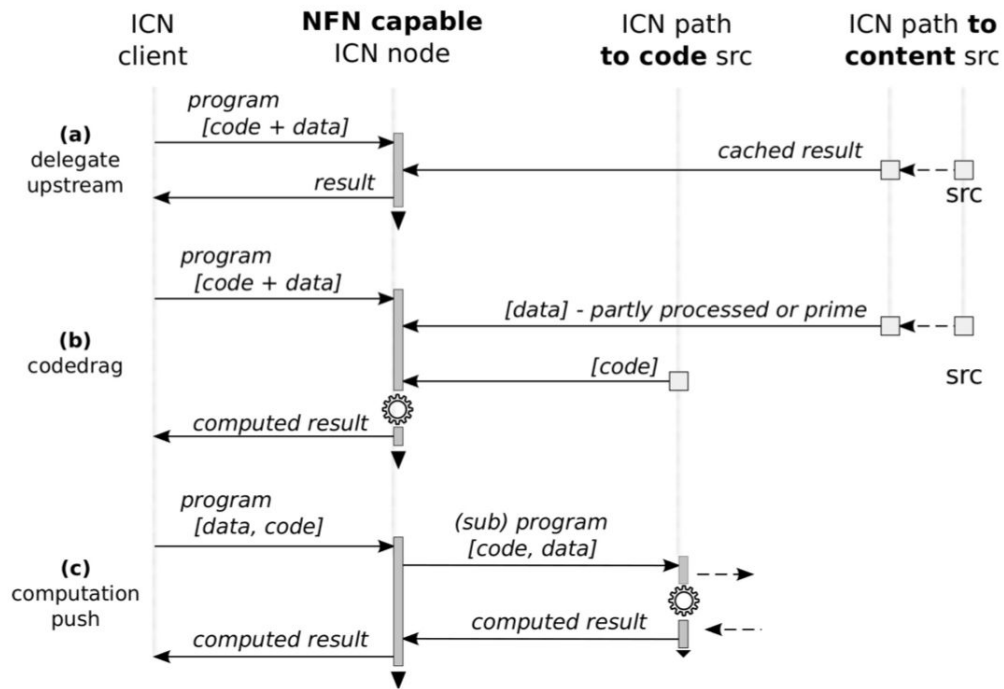 ICN
client
NFN capable
ICN node
ICN path
to code src
ICN path to
content src
(a)
delegate
upstream
program
[code + data]
cached result
result
src
(b)
codedrag
program
[code + data]
[data] - partly processed or prime
[code]
src
computed result
(c)
computation
push
program
[data, code]
(sub) program
[code, data]
computed result
computed result